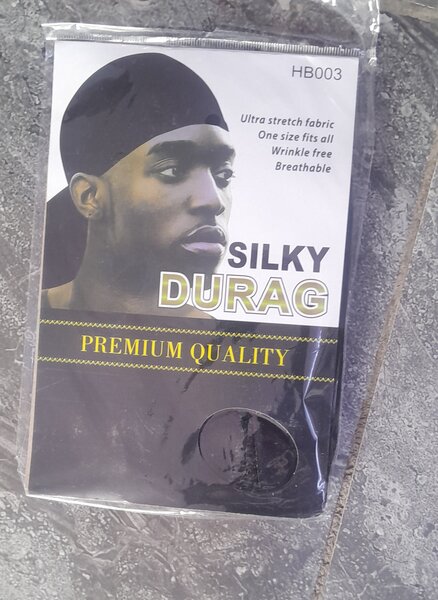 HB003
Ultra stretch fabric
One size fits all
Wrinkle free
Breathable
SILKY
DURAG
PREMIUM QUALITY